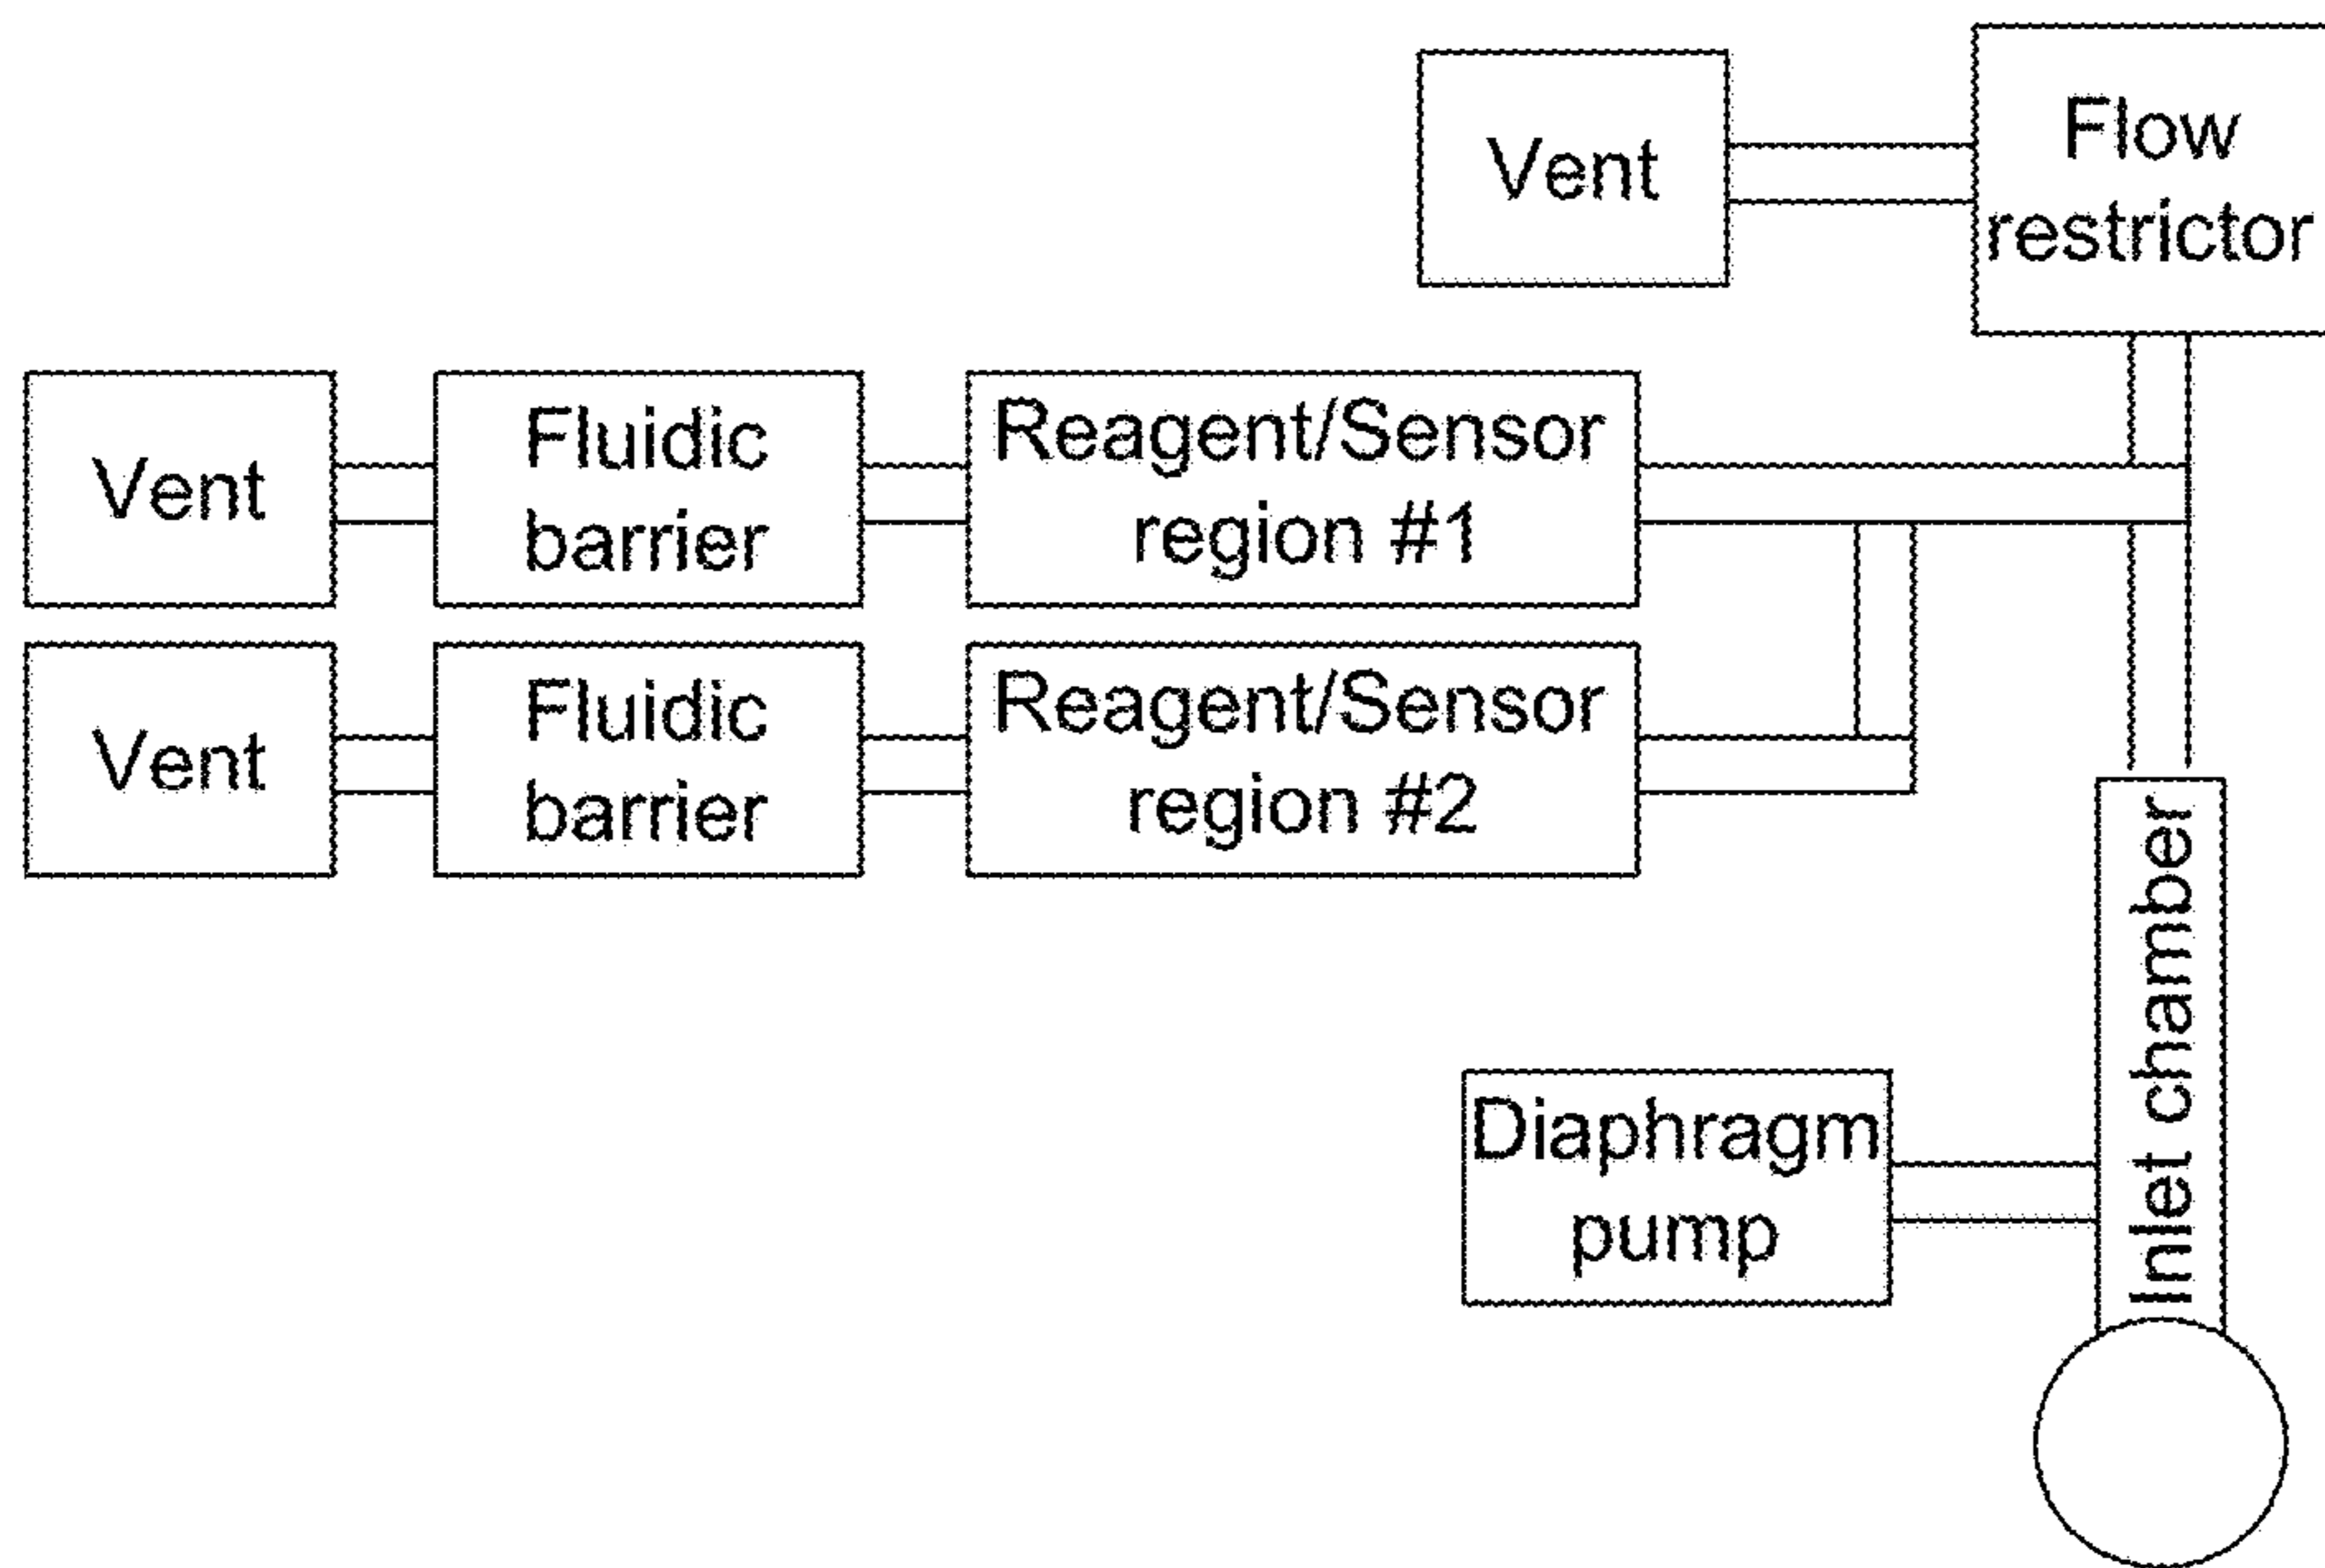 Vent
Flow
restrictor
Vent
Fluidic
barrier
Reagent/Sensor
region #1
Vent
Fluidic
barrier
Reagent/Sensor
region #2
Inlet chamber
Diaphragm
pump